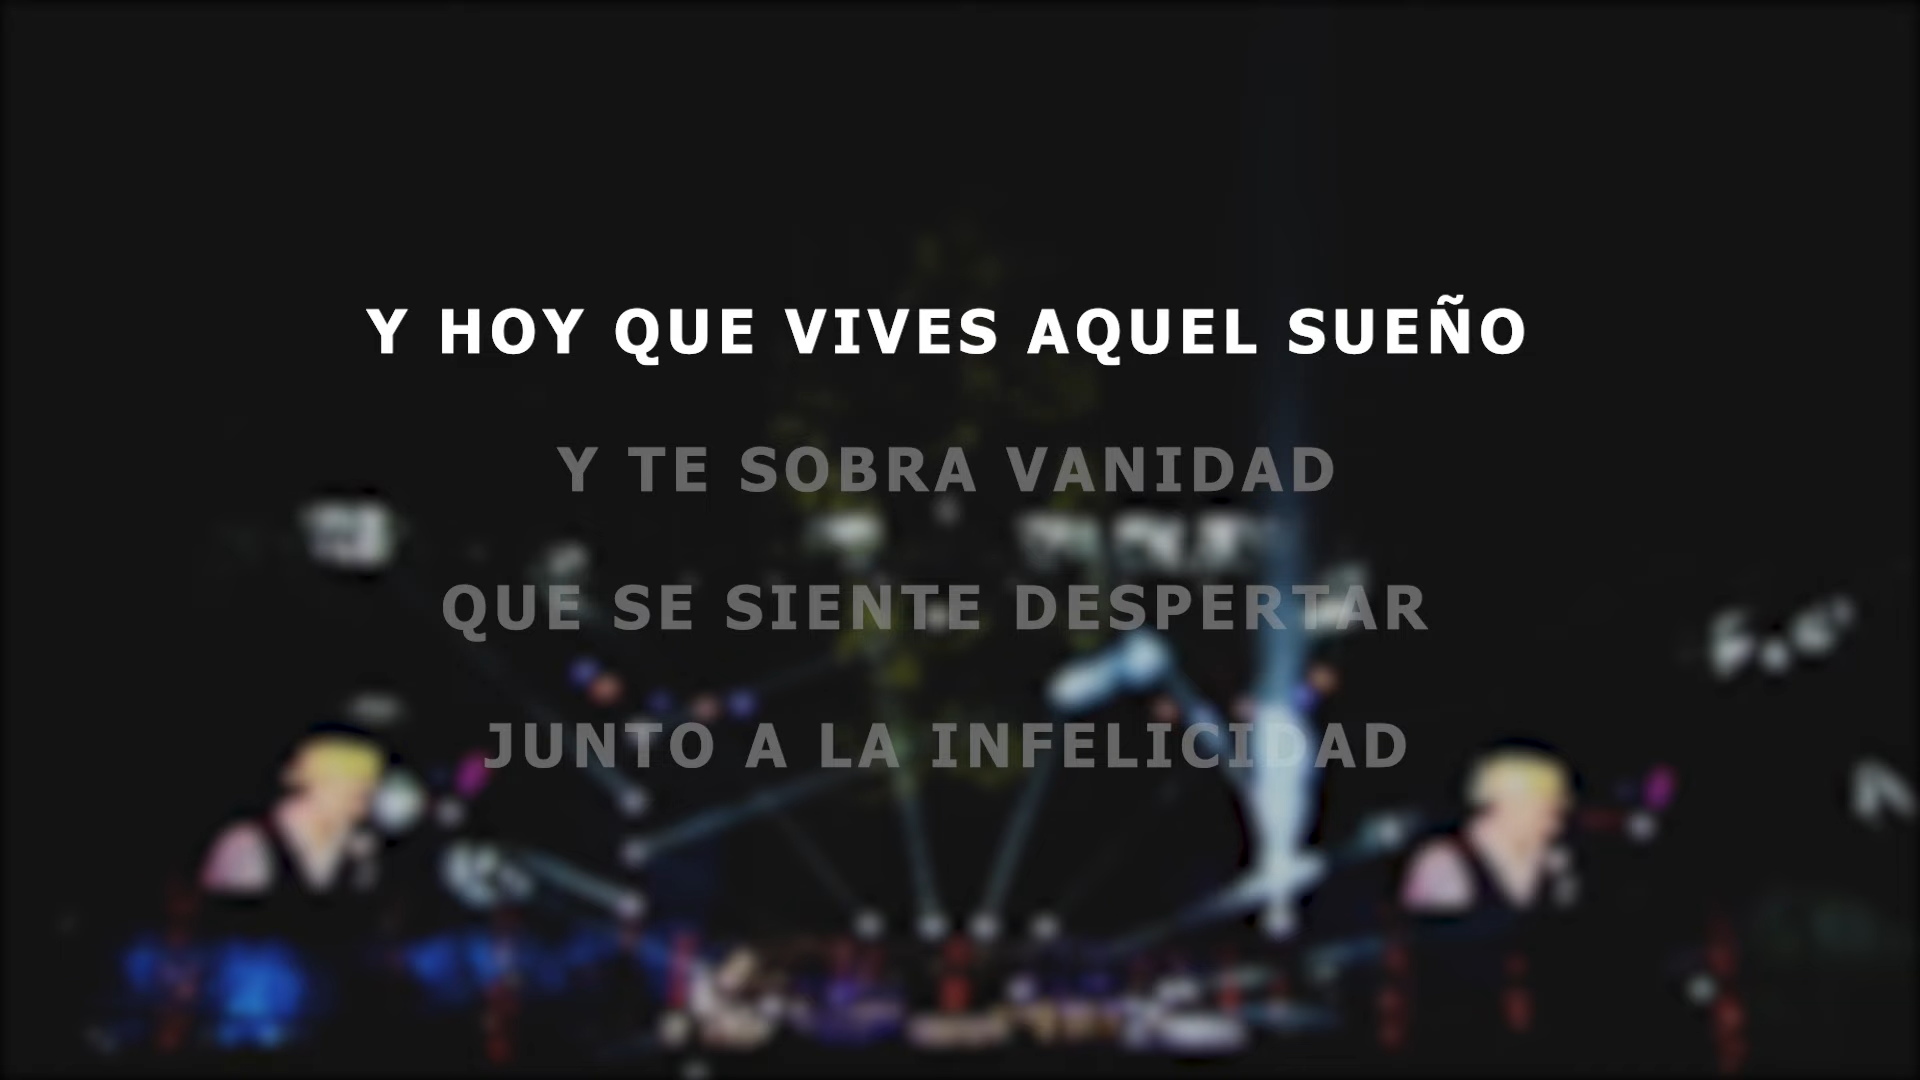 Y HOY QUE VIVES AQUEL SUEÑO
Y TE SOBRA VANIDAD
QUE SE SIENTE DESPERTAR
JUNTO A LA INFELICIDAD